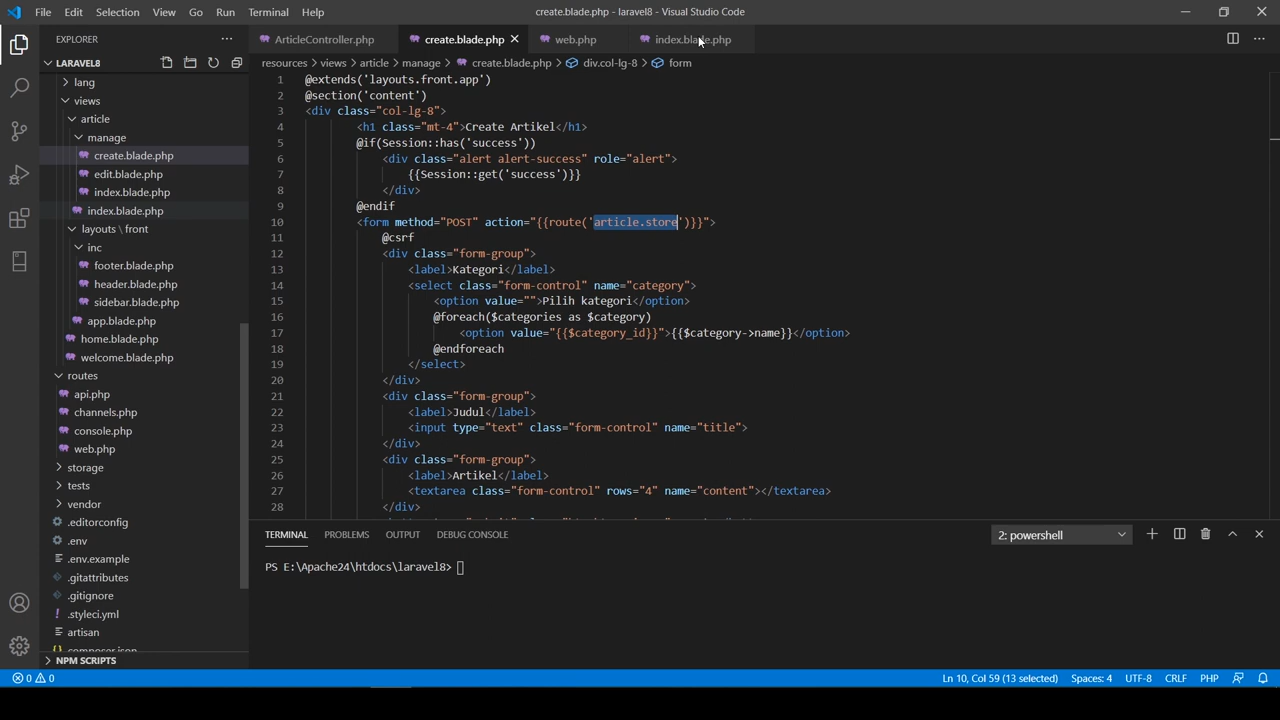 File Edit Selection View Go Run Terminal Help create.blade.php - laravel8 - Visual Studio Code
EXPLORER
LARAVEL8
lang
views
article
manage
create.blade.php
edit.blade.php
index.blade.php
index.blade.php
layouts \ front
inc
footer.blade.php
header.blade.php
sidebar.blade.php
app.blade.php
home.blade.php
welcome.blade.php
routes
api.php
channels.php
console.php
web.php
storage
tests
vendor
.editorconfig
.env
.env.example
.gitattributes
.gitignore
.styleci.yml
artisan
composer.json
NPM SCRIPTS
ArticleController.php create.blade.php web.php index.blade.php
resources > views > article > manage > create.blade.php > div.col-lg-8 > form
1 @extends('layouts.front.app')
2 @section('content')
3 <div class="col-lg-8">
4 <h1 class="mt-4">Create Artikel</h1>
5 @if(Session::has('success'))
6 <div class="alert alert-success" role="alert">
7 {{Session::get('success')}}
8 </div>
9 @endif
10 <form method="POST" action="{{route('article.store')}}">
11 @csrf
12 <div class="form-group">
13 <label>Kategori</label>
14 <select class="form-control" name="category">
15 <option value="">Pilih kategori</option>
16 @foreach($categories as $category)
17 <option value="{{$category_id}}">{{$category->name}}</option>
18 @endforeach
19 </select>
20 </div>
21 <div class="form-group">
22 <label>Judul</label>
23 <input type="text" class="form-control" name="title">
24 </div>
25 <div class="form-group">
26 <label>Artikel</label>
27 <textarea class="form-control" rows="4" name="content"></textarea>
28 </div>
TERMINAL PROBLEMS OUTPUT DEBUG CONSOLE 2: powershell
PS E:\Apache24\htdocs\laravel8>
0 0 Ln 10, Col 59 (13 selected) Spaces: 4 UTF-8 CRLF PHP